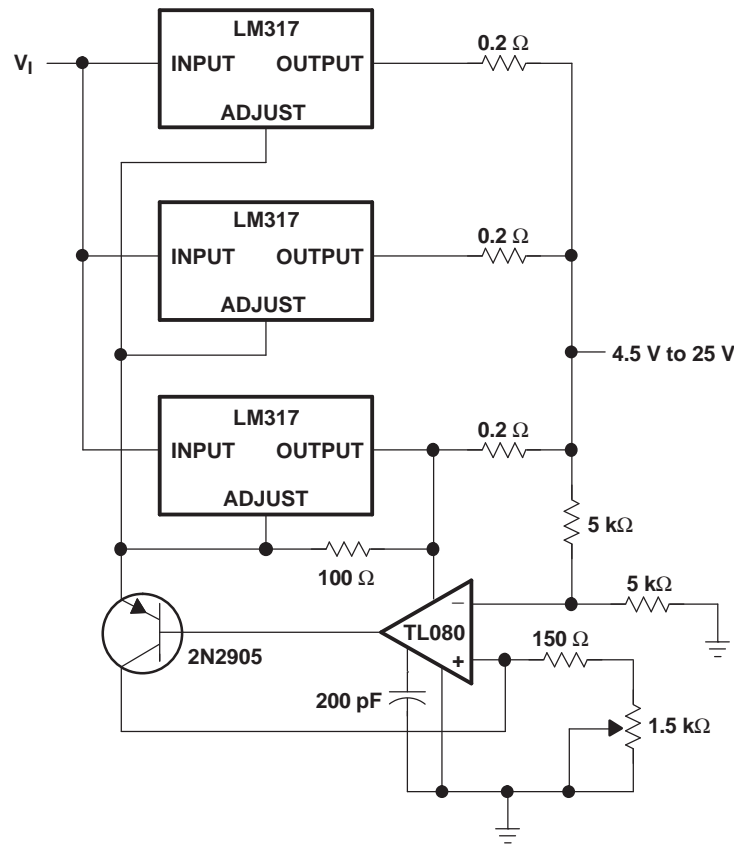 LM317
V_I
INPUT OUTPUT
ADJUST
0.2 Ω
LM317
INPUT OUTPUT
ADJUST
0.2 Ω
4.5 V to 25 V
LM317
INPUT OUTPUT
ADJUST
0.2 Ω
5 kΩ
100 Ω
5 kΩ
–
TL080
+
2N2905
150 Ω
200 pF
1.5 kΩ